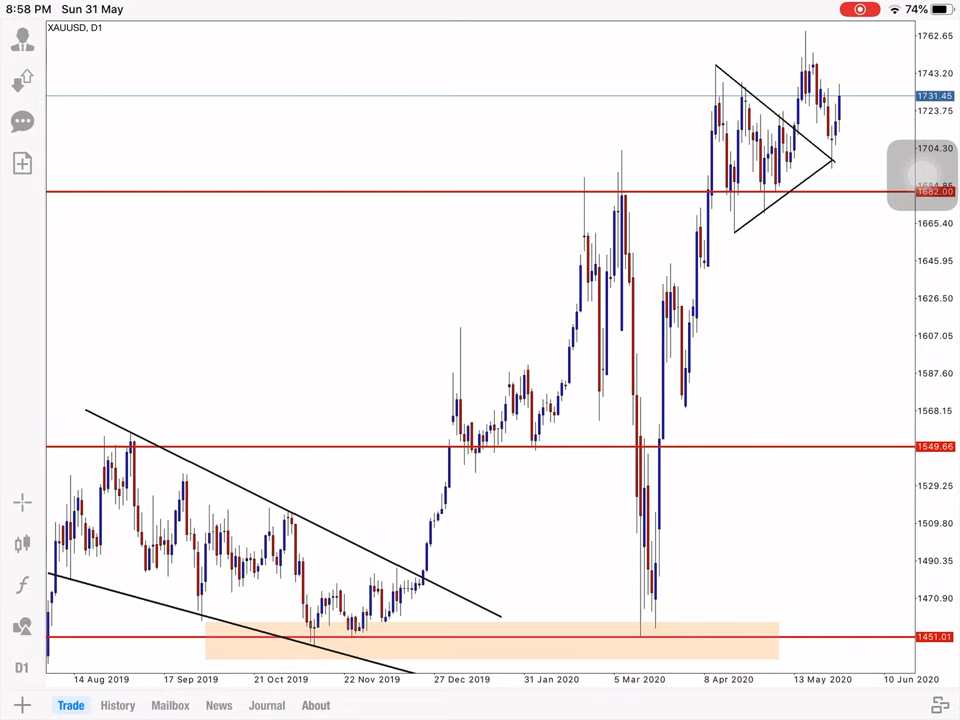 8:58 PM Sun 31 May
74%
XAUUSD, D1
1762.65
1743.20
1731.45
1723.75
1704.30
1682.00
1665.40
1645.95
1626.50
1607.05
1587.60
1568.15
1549.66
1529.25
1509.80
1490.35
1470.90
1451.01
D1
14 Aug 2019
17 Sep 2019
21 Oct 2019
22 Nov 2019
27 Dec 2019
31 Jan 2020
5 Mar 2020
8 Apr 2020
13 May 2020
10 Jun 2020
Trade
History
Mailbox
News
Journal
About